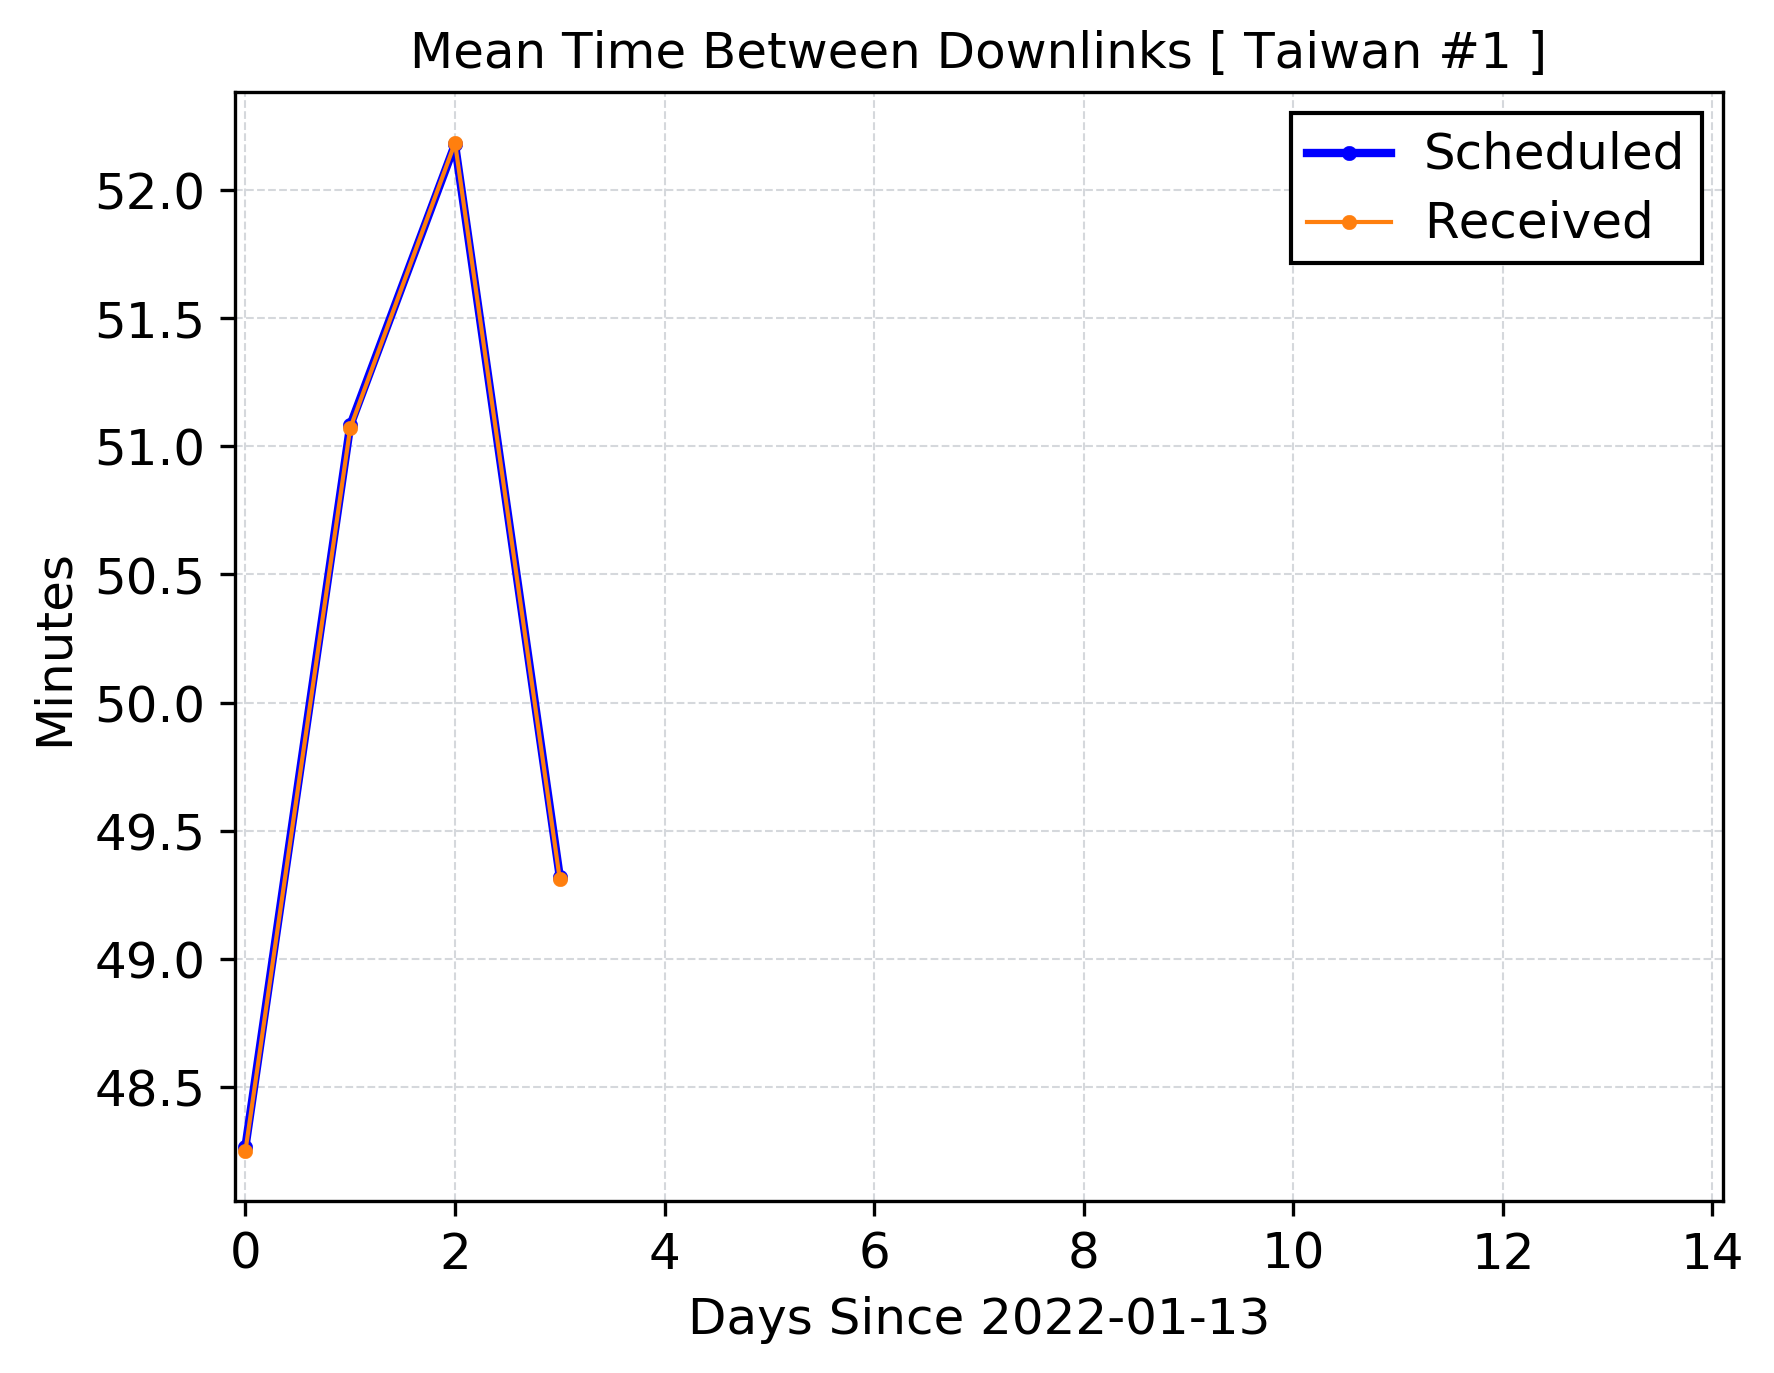 Mean Time Between Downlinks [ Taiwan #1 ]
Scheduled
Received
52.0
51.5
51.0
50.5
50.0
49.5
49.0
48.5
Minutes
0 2 4 6 8 10 12 14
Days Since 2022-01-13